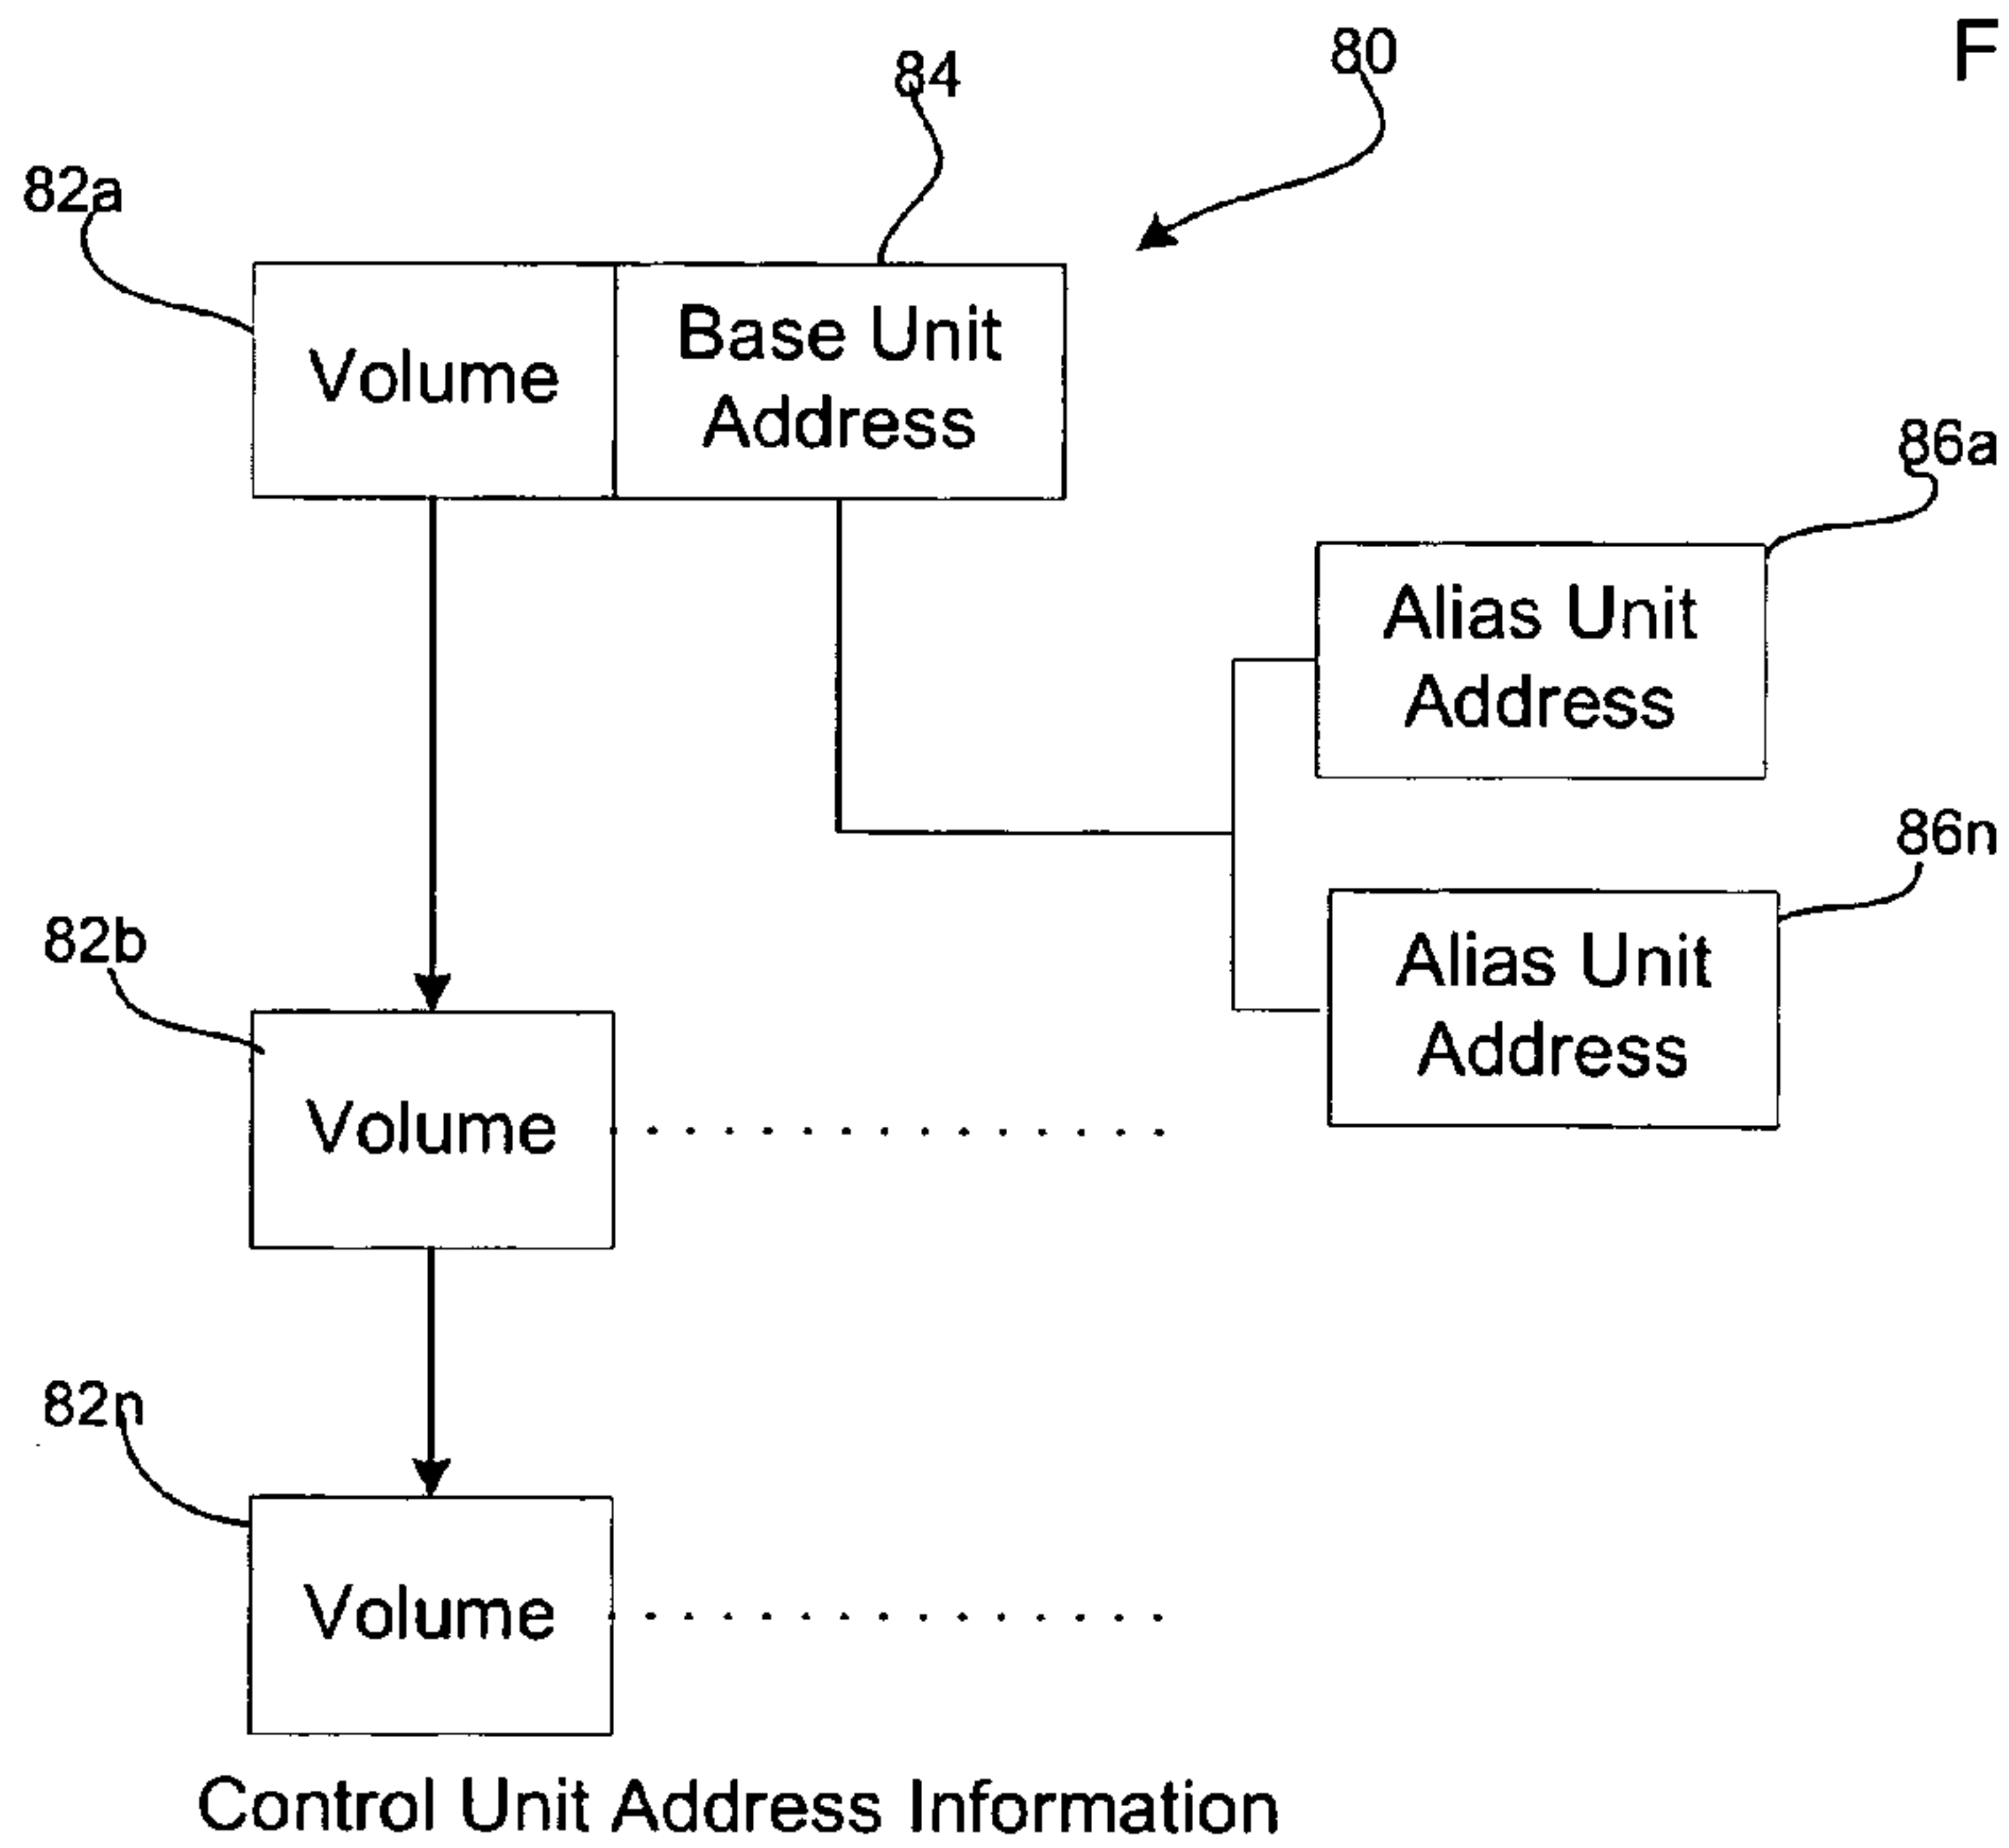 F
80
84
82a
Volume
Base Unit
Address
86a
Alias Unit
Address
86n
Alias Unit
Address
82b
Volume
82n
Volume
Control Unit Address Information